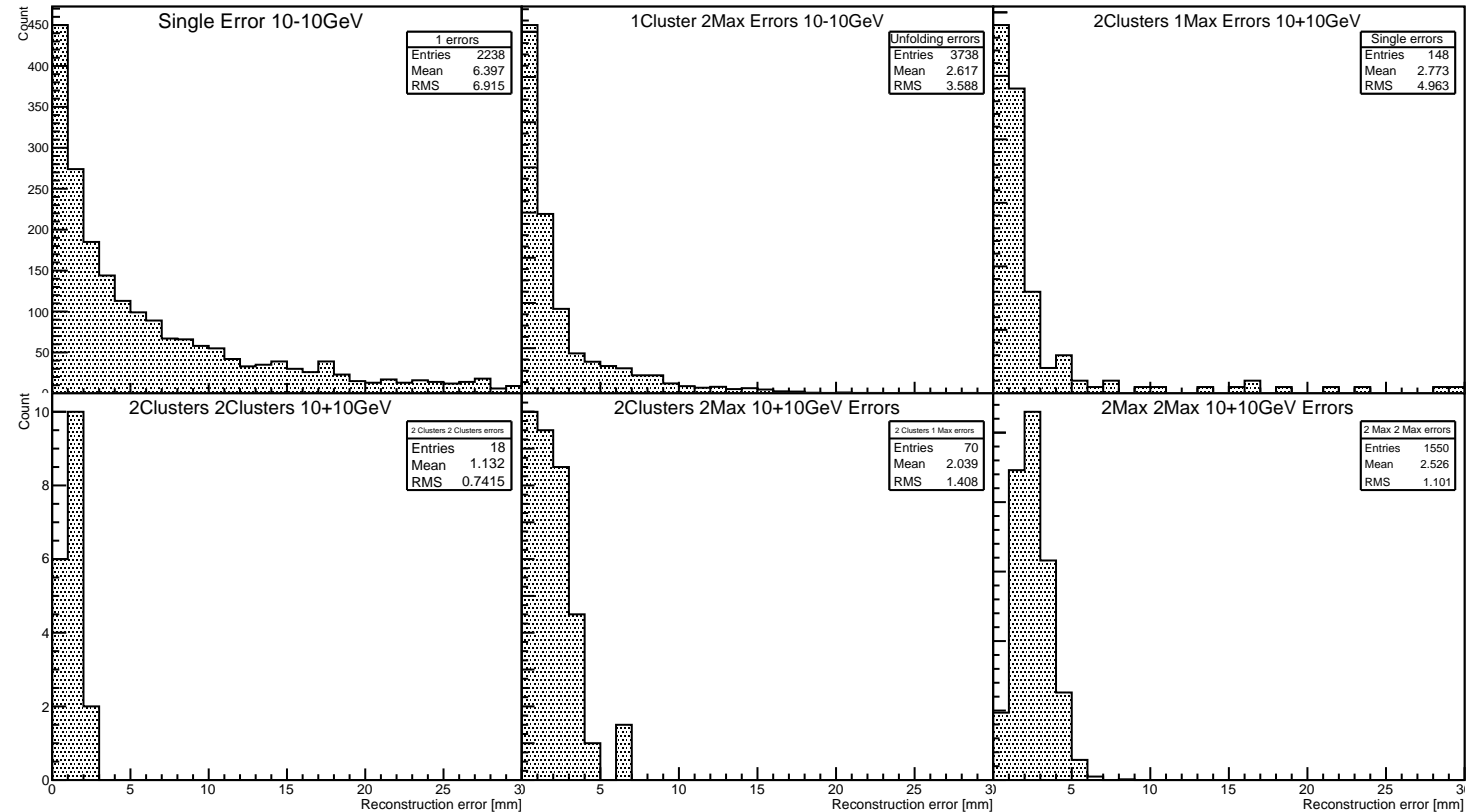 Single Error 10-10GeV
1 errors
Entries 2238
Mean 6.397
RMS 6.915
Count
450
400
350
300
250
200
150
100
50
0
1Cluster 2Max Errors 10-10GeV
Unfolding errors
Entries 3738
Mean 2.617
RMS 3.588
2Clusters 1Max Errors 10+10GeV
Single errors
Entries 148
Mean 2.773
RMS 4.963
2Clusters 2Clusters 10+10GeV
2 Clusters 2 Clusters errors
Entries 18
Mean 1.132
RMS 0.7415
Count
10
8
6
4
2
0
0 5 10 15 20 25 3
Reconstruction error [mm]
2Clusters 2Max 10+10GeV Errors
2 Clusters 1 Max errors
Entries 70
Mean 2.039
RMS 1.408
5 10 15 20 25 3
Reconstruction error [mm]
2Max 2Max 10+10GeV Errors
2 Max 2 Max errors
Entries 1550
Mean 2.526
RMS 1.101
5 10 15 20 25 3
Reconstruction error [mm]